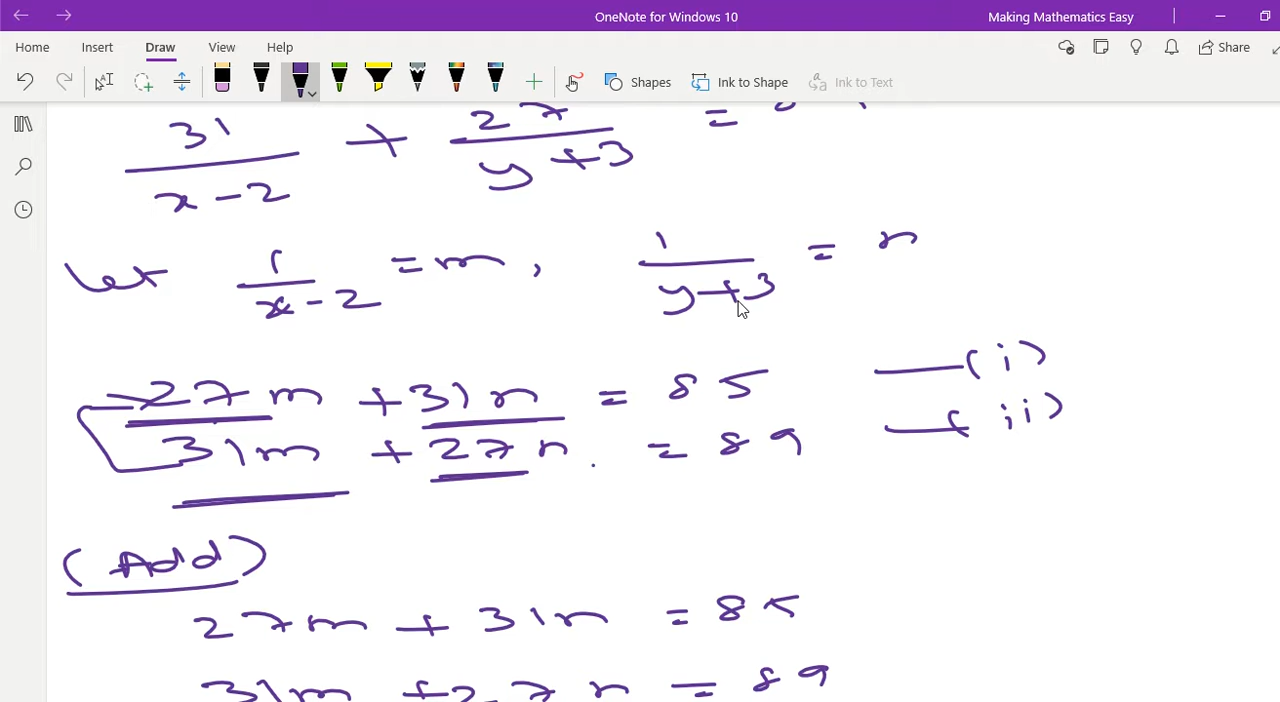 OneNote for Windows 10
Making Mathematics Easy
Home Insert Draw View Help
Share
Shapes Ink to Shape Ink to Text
31/(x-2) + 27/(y+3) =
let 1/(x-2) = m, 1/(y+3) = n
27m + 31n = 85 —(i)
31m + 27n. = 89 —(ii)
(Add)
27m + 31n = 85
31m + 27n = 89